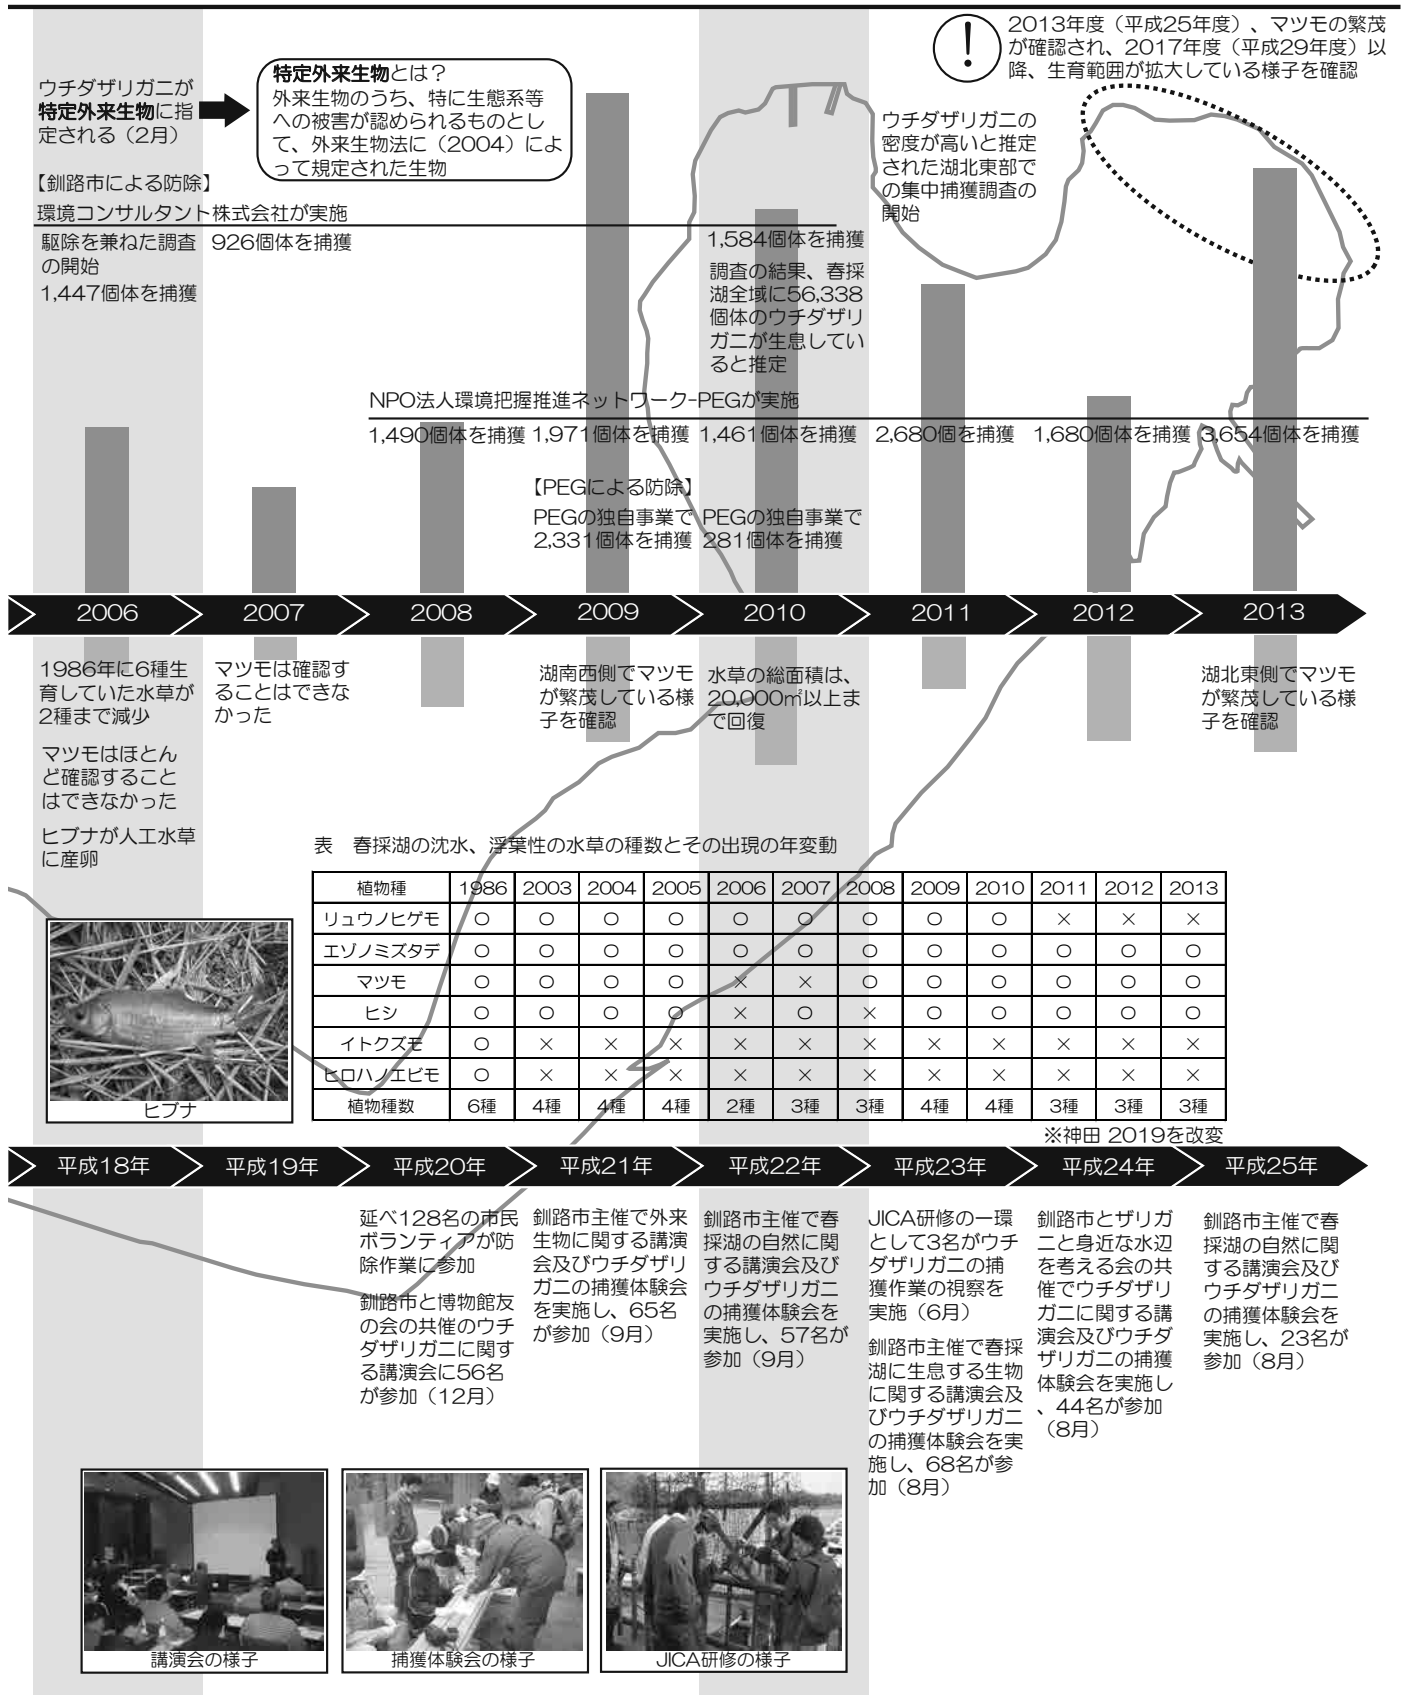 2013年度（平成25年度）、マツモの繁茂
が確認され、2017年度（平成29年度）以
降、生育範囲が拡大している様子を確認
!
ウチダザリガニが
特定外来生物に指
定される（2月）
特定外来生物とは？
外来生物のうち、特に生態系等
への被害が認められるものとし
て、外来生物法に（2004）によ
って規定された生物
ウチダザリガニの
密度が高いと推定
された湖北東部で
の集中捕獲調査の
開始
【釧路市による防除】
環境コンサルタント株式会社が実施
駆除を兼ねた調査
の開始
1,447個体を捕獲
926個体を捕獲
1,584個体を捕獲
調査の結果、春採
湖全域に56,338
個体のウチダザリ
ガニが生息してい
ると推定
NPO法人環境把握推進ネットワーク-PEGが実施
1,490個体を捕獲 1,971個体を捕獲 1,461個体を捕獲 2,680個を捕獲 1,680個体を捕獲 3,654個体を捕獲
【PEGによる防除】
PEGの独自事業で
2,331個体を捕獲
PEGの独自事業で
281個体を捕獲
2006 2007 2008 2009 2010 2011 2012 2013
1986年に6種生
育していた水草が
2種まで減少
マツモはほとん
ど確認すること
はできなかった
ヒブナが人工水草
に産卵
マツモは確認す
ることはできな
かった
湖南西側でマツモ
が繁茂している様
子を確認
水草の総面積は、
20,000㎡以上ま
で回復
湖北東側でマツモ
が繁茂している様
子を確認
表 春採湖の沈水、浮葉性の水草の種数とその出現の年変動
植物種 1986 2003 2004 2005 2006 2007 2008 2009 2010 2011 2012 2013
リュウノヒゲモ ○ ○ ○ ○ ○ ○ ○ ○ ○ × × ×
エゾノミズタデ ○ ○ ○ ○ ○ ○ ○ ○ ○ ○ ○ ○
マツモ ○ ○ ○ ○ × × ○ ○ ○ ○ ○ ○
ヒシ ○ ○ ○ ○ × ○ × ○ ○ ○ ○ ○
イトクズモ ○ × × × × × × × × × × ×
ヒロハノエビモ ○ × × × × × × × × × × ×
植物種数 6種 4種 4種 4種 2種 3種 3種 4種 4種 3種 3種 3種
※神田 2019を改変
ヒブナ
平成18年 平成19年 平成20年 平成21年 平成22年 平成23年 平成24年 平成25年
延べ128名の市民
ボランティアが防
除作業に参加
釧路市と博物館友
の会の共催のウチ
ダザリガニに関す
る講演会に56名
が参加（12月）
釧路市主催で外来
生物に関する講演
会及びウチダザリ
ガニの捕獲体験会
を実施し、65名
が参加（9月）
釧路市主催で春
採湖の自然に関
する講演会及び
ウチダザリガニ
の捕獲体験会を
実施し、57名が
参加（9月）
JICA研修の一環
として3名がウチ
ダザリガニの捕
獲作業の視察を
実施（6月）
釧路市主催で春採
湖に生息する生物
に関する講演会及
びウチダザリガニ
の捕獲体験会を実
施し、68名が参
加（8月）
釧路市とザリガ
ニと身近な水辺
を考える会の共
催でウチダザリ
ガニに関する講
演会及びウチダ
ザリガニの捕獲
体験会を実施し
、44名が参加
（8月）
釧路市主催で春
採湖の自然に関
する講演会及び
ウチダザリガニ
の捕獲体験会を
実施し、23名が
参加（8月）
講演会の様子
捕獲体験会の様子
JICA研修の様子